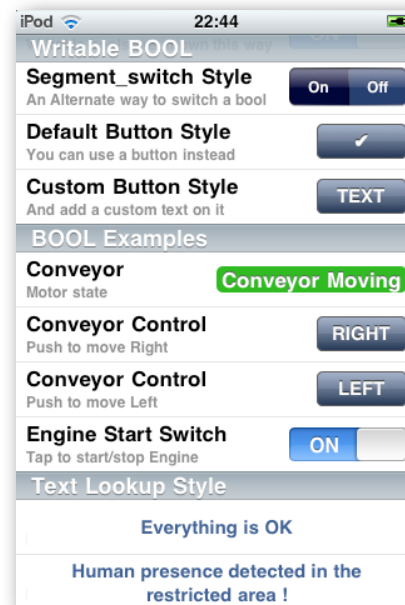 iPod 22:44
Writable BOOL
Segment_switch Style
An Alternate way to switch a bool
On Off
Default Button Style
You can use a button instead
✔
Custom Button Style
And add a custom text on it
TEXT
BOOL Examples
Conveyor
Motor state
Conveyor Moving
Conveyor Control
Push to move Right
RIGHT
Conveyor Control
Push to move Left
LEFT
Engine Start Switch
Tap to start/stop Engine
ON
Text Lookup Style
Everything is OK
Human presence detected in the
restricted area !